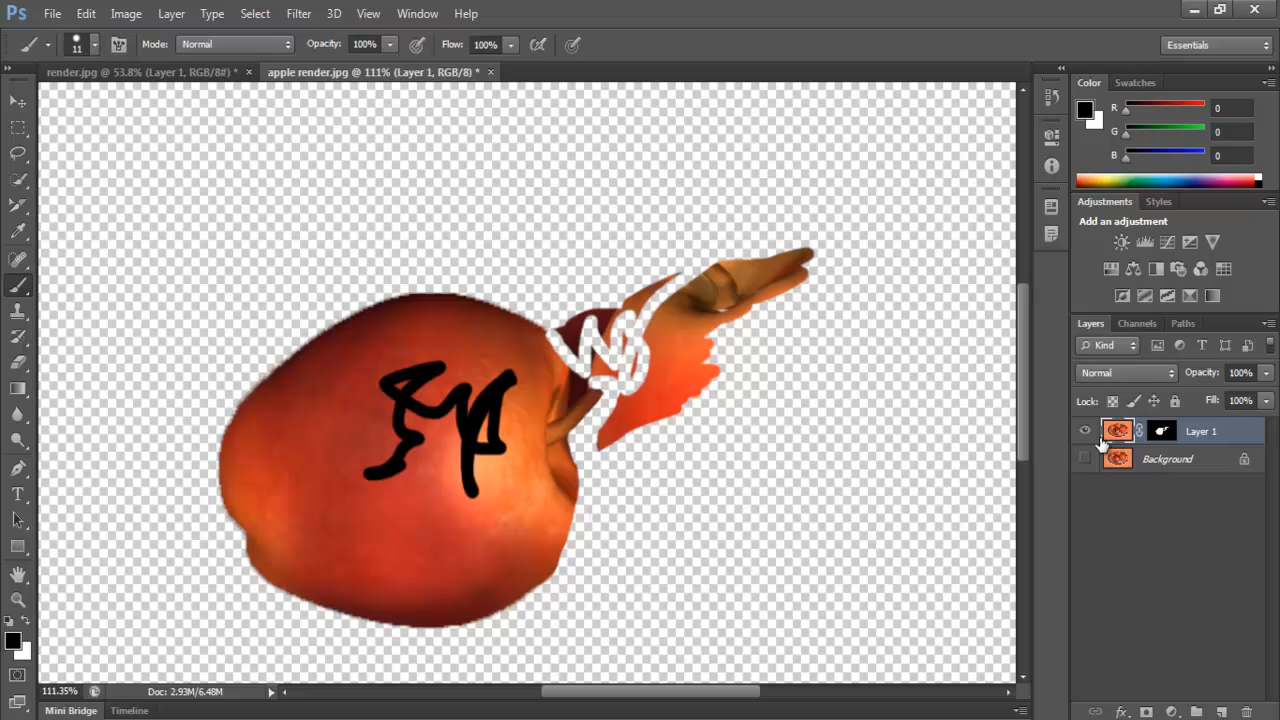 Ps File Edit Image Layer Type Select Filter 3D View Window Help
11 Mode: Normal Opacity: 100% Flow: 100% Essentials
render.jpg @ 53.8% (Layer 1, RGB/8#) * × apple render.jpg @ 111% (Layer 1, RGB/8) * ×
Color Swatches
R 0
G 0
B 0
Adjustments Styles
Add an adjustment
Layers Channels Paths
Kind
Normal Opacity: 100%
Lock: Fill: 100%
Layer 1
Background
111.35% Doc: 2.93M/6.48M
Mini Bridge Timeline